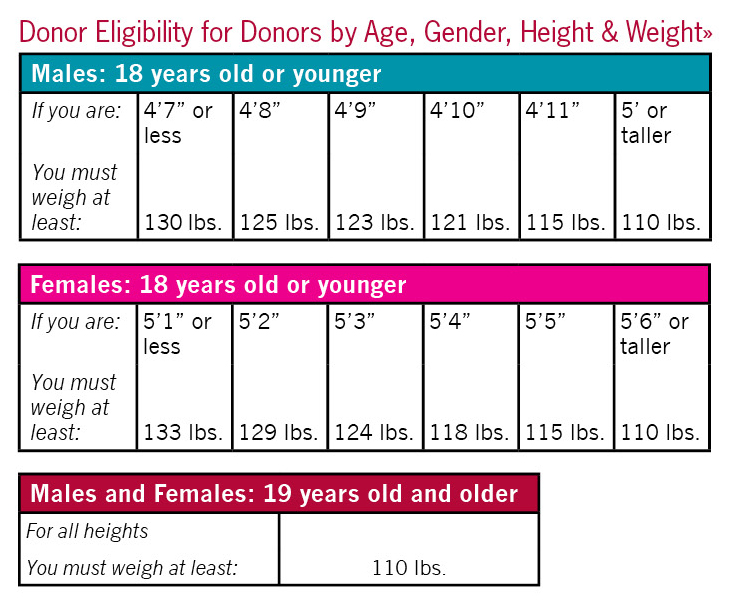 Donor Eligibility for Donors by Age, Gender, Height & Weight»
Males: 18 years old or younger
If you are: 4’7” or less 4’8” 4’9” 4’10” 4’11” 5’ or taller
You must weigh at least: 130 lbs. 125 lbs. 123 lbs. 121 lbs. 115 lbs. 110 lbs.
Females: 18 years old or younger
If you are: 5’1” or less 5’2” 5’3” 5’4” 5’5” 5’6” or taller
You must weigh at least: 133 lbs. 129 lbs. 124 lbs. 118 lbs. 115 lbs. 110 lbs.
Males and Females: 19 years old and older
For all heights
You must weigh at least: 110 lbs.